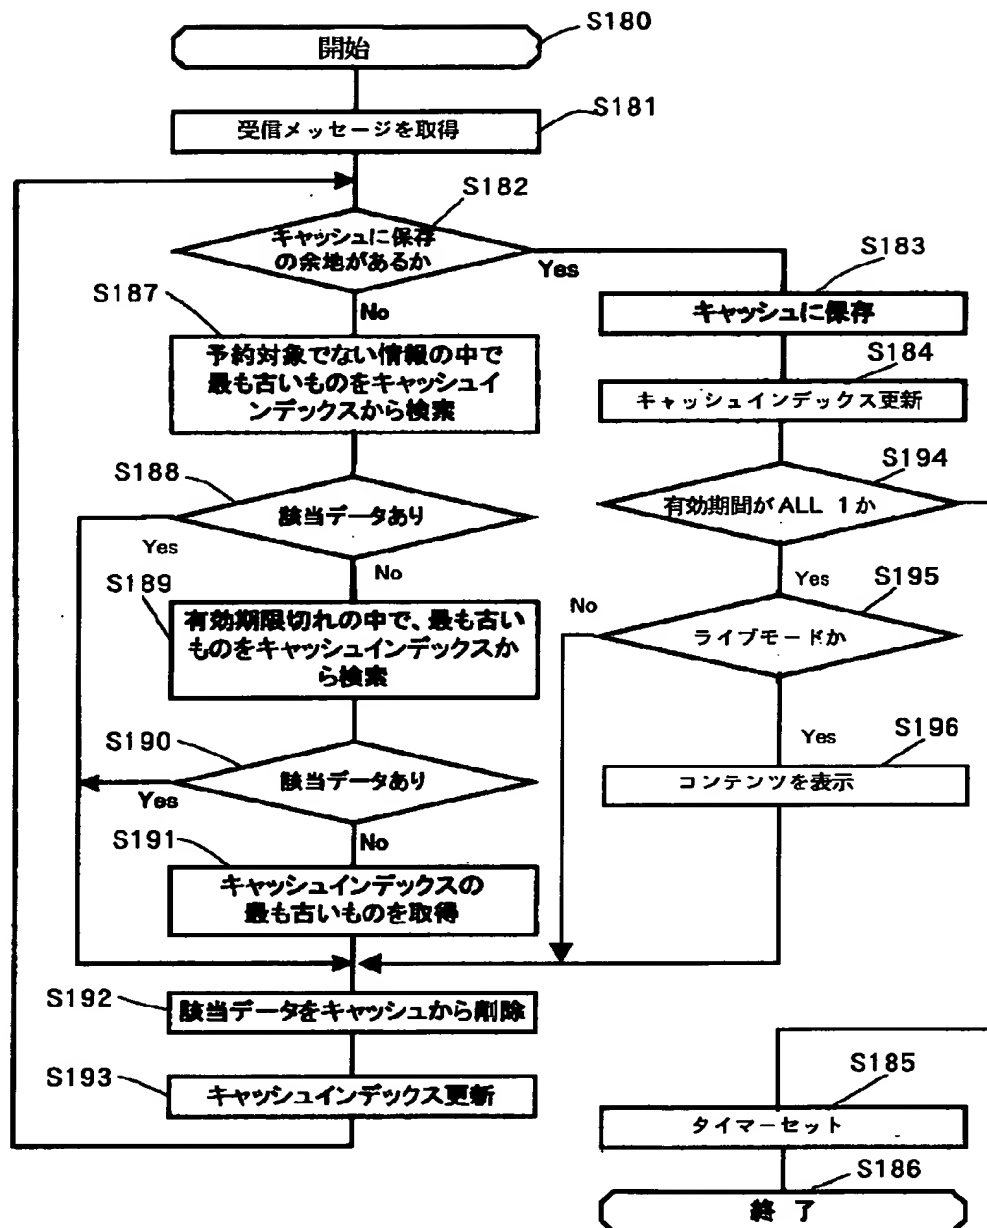 S180
開始
S181
受信メッセージを取得
S182
キャッシュに保存
の余地があるか
Yes
No
S183
キャッシュに保存
S187
予約対象でない情報の中で
最も古いものをキャッシュイ
ンデックスから検索
S184
キャッシュインデックス更新
S188
該当データあり
Yes
No
S194
有効期間がALL 1か
Yes
S189
有効期限切れの中で、最も古い
ものをキャッシュインデックスか
ら検索
S195
No
ライブモードか
Yes
S190
該当データあり
Yes
No
S196
コンテンツを表示
S191
キャッシュインデックスの
最も古いものを取得
S192
該当データをキャッシュから削除
S193
キャッシュインデックス更新
S185
タイマーセット
S186
終了